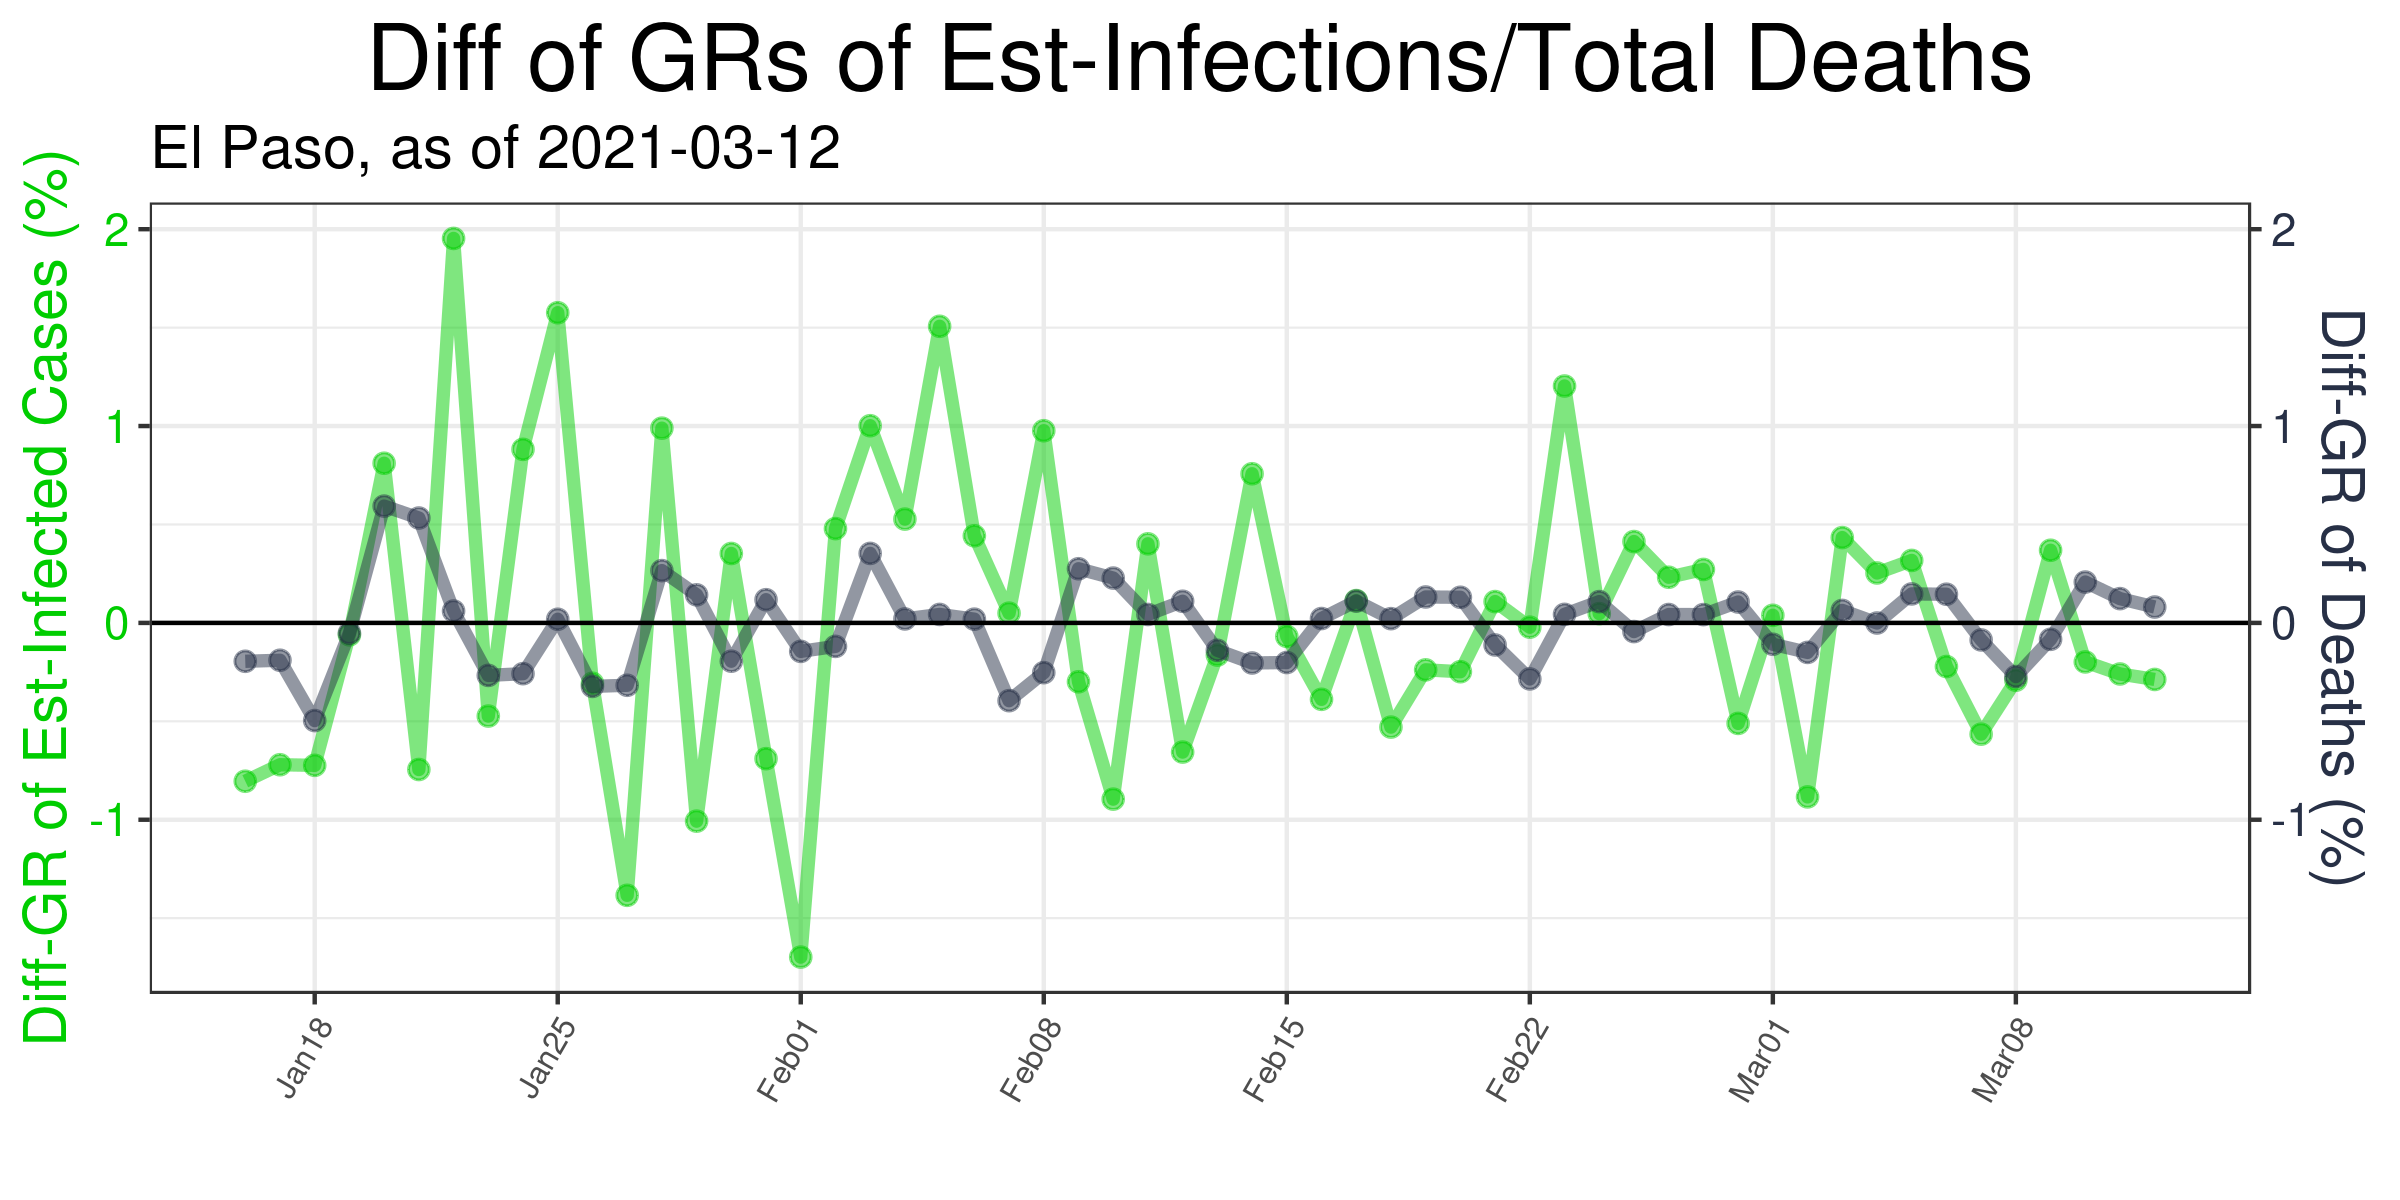 Diff of GRs of Est-Infections/Total Deaths
El Paso, as of 2021-03-12
Diff-GR of Est-Infected Cases (%)
2
1
0
-1
2
1
0
-1
Diff-GR of Deaths (%)
Jan18
Jan25
Feb01
Feb08
Feb15
Feb22
Mar01
Mar08